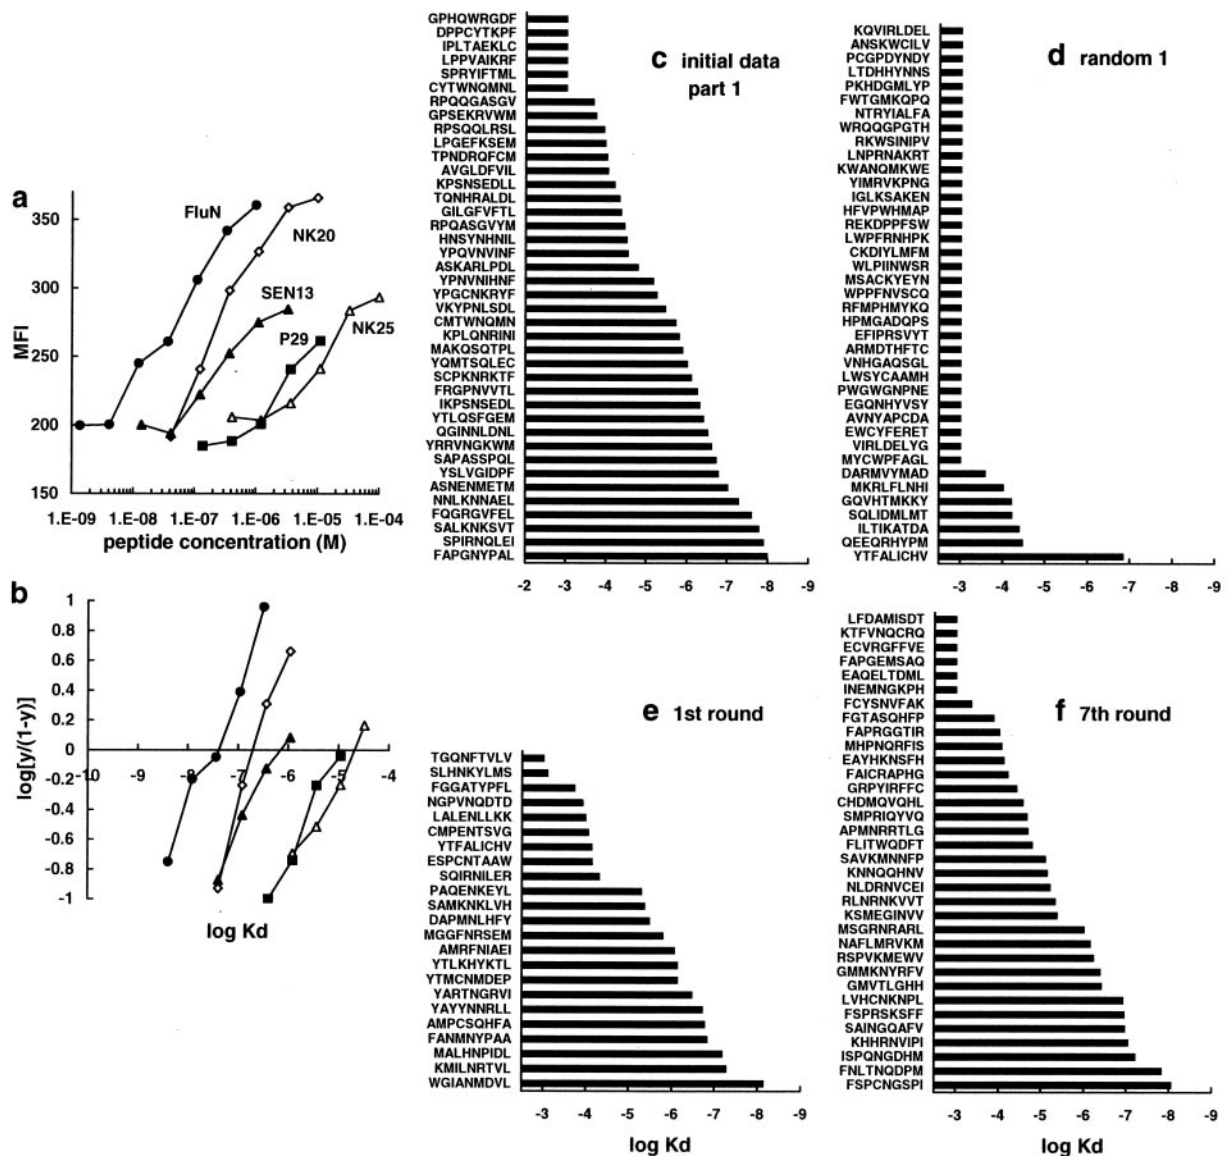 a
MFI
350
300
250
200
150
FluN
NK20
SEN13
P29
NK25
1.E-09 1.E-08 1.E-07 1.E-06 1.E-05 1.E-04
peptide concentration (M)
b
log[y/(1-y)]
1
0.8
0.6
0.4
0.2
0
-0.2
-0.4
-0.6
-0.8
-1
-10 -9 -8 -7 -6 -5 -4
log Kd
c initial data
part 1
GPHQWRGDF
DPPCYTKPF
IPLTAEKLC
LPPVAIKRF
SPRYIFTML
CYTWNQMNL
RPQQGASGV
GPSEKRVWM
RPSQQLRSL
LPGEFKSEM
TPNDRQFCM
AVGLDFVIL
KPSNSEDLL
TQNHRALDL
GILGFVFTL
RPQASGVYM
HNSYNHNIL
YPQVNVINF
ASKARLPDL
YPNVNIHNF
YPGCNKRYF
VKYPNLSDL
CMTWNQMN
KPLQNRINI
MAKQSQTPL
YQMTSQLEC
SCPKNRKTF
FRGPNVVTL
IKPSNSEDL
YTLQSFGEM
QGINNLDNL
YRRVNGKWM
SAPASSPQL
YSLVGIDPF
ASNENMETM
NNLKNNAEL
FQGRGVFEL
SALKNKSVT
SPIRNQLEI
FAPGNYPAL
-2 -3 -4 -5 -6 -7 -8 -9
d random 1
KQVIRLDEL
ANSKWCILV
PCGPDYNDY
LTDHHYNNS
PKHDGMLYP
FWTGMKQPQ
NTRYIALFA
WRQQGPGTH
RKWSINIPV
LNPRNAKRT
KWANQMKWE
YIMRVKPNG
IGLKSAKEN
HFVPWHMAP
REKDPPFSW
LWPFRNHPK
CKDIYLMFM
WLPIINWSR
MSACKYEYN
WPPFNVSCQ
RFMPHMYKQ
HPMGADQPS
EFIPRSVYT
ARMDTHFTC
VNHGAQSGL
LWSYCAAMH
PWGWGNPNE
EGQNHYVSY
AVNYAPCDA
EWCYFERET
VIRLDELYG
MYCWPFAGL
DARMVYMAD
MKRLFLNHI
GQVHTMKKY
SQLIDMLMT
ILTIKATDA
QEEQRHYPM
YTFALICHV
-3 -4 -5 -6 -7 -8 -9
e 1st round
TGQNFTVLV
SLHNKYLMS
FGGATYPFL
NGPVNQDTD
LALENLLKK
CMPENTSVG
YTFALICHV
ESPCNTAAW
SQIRNILER
PAQENKEYL
SAMKNKLVH
DAPMNLHFY
MGGFNRSEM
AMRFNIAEI
YTLKHYKTL
YTMCNMDEP
YARTNGRVI
YAYYNNRLL
AMPCSQHFA
FANMNYPAA
MALHNPIDL
KMILNRTVL
WGIANMDVL
-3 -4 -5 -6 -7 -8 -9
log Kd
f 7th round
LFDAMISDT
KTFVNQCRQ
ECVRGFFVE
FAPGEMSAQ
EAQELTDML
INEMNGKPH
FCYSNVFAK
FGTASQHFP
FAPRGGTIR
MHPNQRFIS
EAYHKNSFH
FAICRAPHG
GRPYIRFFC
CHDMQVQHL
SMPRIQYVQ
APMNRRTLG
FLITWQDFT
SAVKMNNFP
KNNQQHNV
NLDRNVCEI
RLNRNKVVT
KSMEGINVV
MSGRNRARL
NAFLMRVKM
RSPVKMEWV
GMMKNYRFV
GMVTLGHH
LVHCNKNPL
FSPRSKSFF
SAINGQAFV
KHHRNVIPI
ISPQNGDHM
FNLTNQDPM
FSPCNGSPI
-3 -4 -5 -6 -7 -8 -9
log Kd